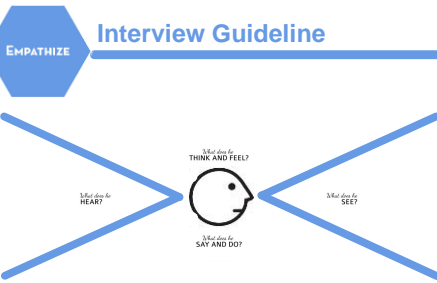 Interview Guideline
EMPATHIZE
What does he
THINK AND FEEL?
What does he
HEAR?
What does he
SEE?
What does he
SAY AND DO?